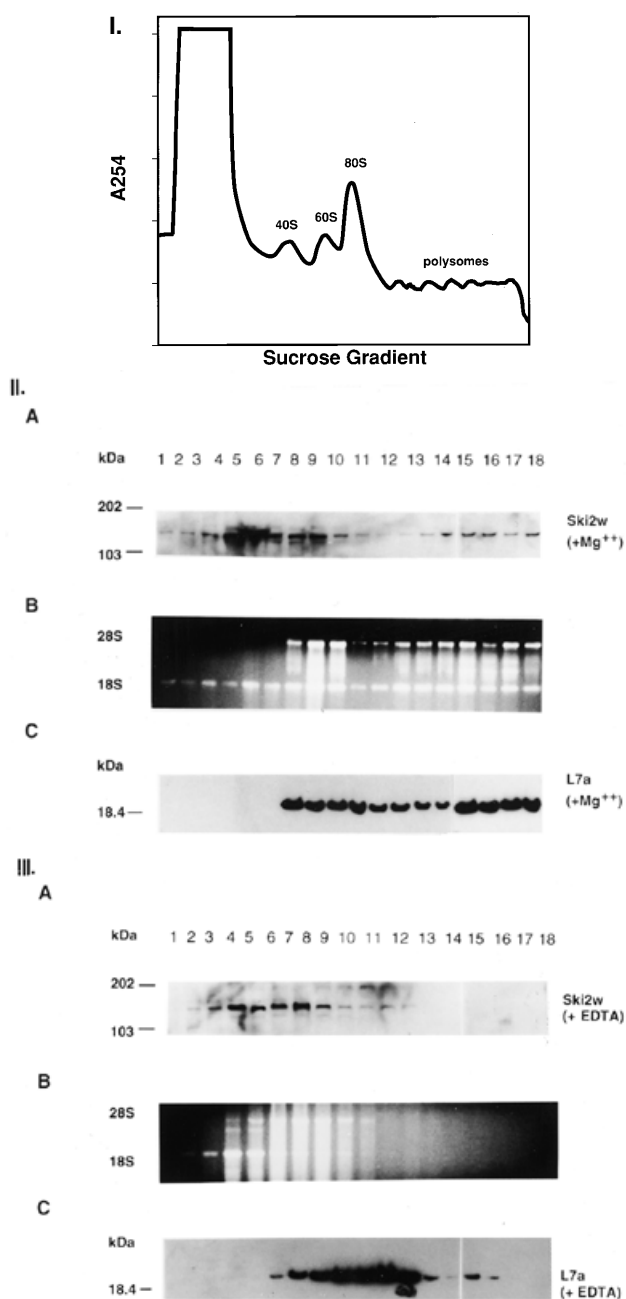 I.
A254
40S
60S
80S
polysomes
Sucrose Gradient
II.
A
kDa 1 2 3 4 5 6 7 8 9 10 11 12 13 14 15 16 17 18
202
103
Ski2w
(+Mg++)
B
28S
18S
C
kDa
18.4
L7a
(+Mg++)
III.
A
kDa 1 2 3 4 5 6 7 8 9 10 11 12 13 14 15 16 17 18
202
103
Ski2w
(+ EDTA)
B
28S
18S
C
kDa
18.4
L7a
(+ EDTA)